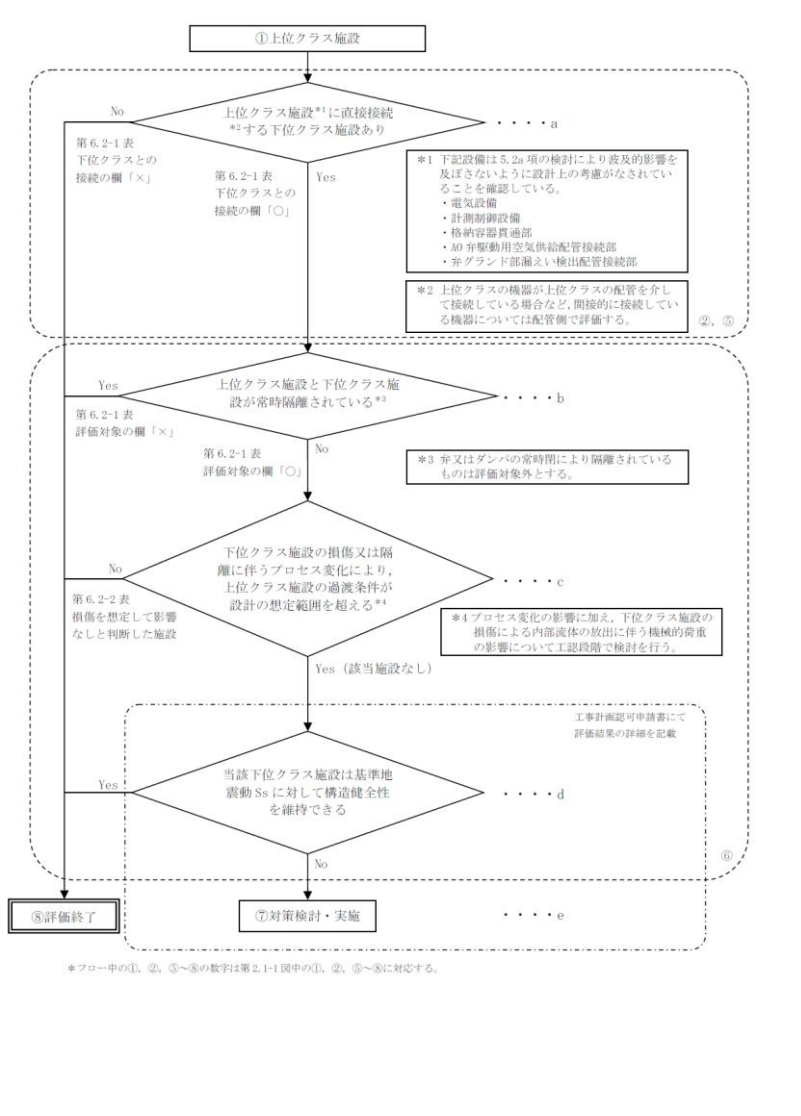 ①上位クラス施設
上位クラス施設*1に直接接続
*2する下位クラス施設あり
・・・・a
No
第 6.2-1 表
下位クラスとの
接続の欄「×」
第 6.2-1 表
下位クラスとの
接続の欄「○」
Yes
*1 下記設備は 5.2a 項の検討により波及的影響を
及ぼさないように設計上の考慮がなされてい
ることを確認している。
・電気設備
・計測制御設備
・格納容器貫通部
・AO 弁駆動用空気供給配管接続部
・弁グランド部漏えい検出配管接続部
*2 上位クラスの機器が上位クラスの配管を介し
て接続している場合など,間接的に接続してい
る機器については配管側で評価する。
②, ⑤
上位クラス施設と下位クラス施
設が常時隔離されている*3
・・・・b
Yes
第 6.2-1 表
評価対象の欄「×」
第 6.2-1 表
評価対象の欄「○」
No
*3 弁又はダンパの常時閉により隔離されている
ものは評価対象外とする。
下位クラス施設の損傷又は隔
離に伴うプロセス変化により,
上位クラス施設の過渡条件が
設計の想定範囲を超える*4
・・・・c
No
第 6.2-2 表
損傷を想定して影響
なしと判断した施設
*4 プロセス変化の影響に加え, 下位クラス施設の
損傷による内部流体の放出に伴う機械的荷重
の影響について工認段階で検討を行う。
Yes (該当施設なし)
工事計画認可申請書にて
評価結果の詳細を記載
当該下位クラス施設は基準地
震動 Ss に対して構造健全性
を維持できる
・・・・d
Yes
No
⑥
⑧評価終了
⑦対策検討・実施
・・・・e
*フロー中の①, ②, ⑤~⑧の数字は第 2.1-1 図中の①, ②, ⑤~⑧に対応する。